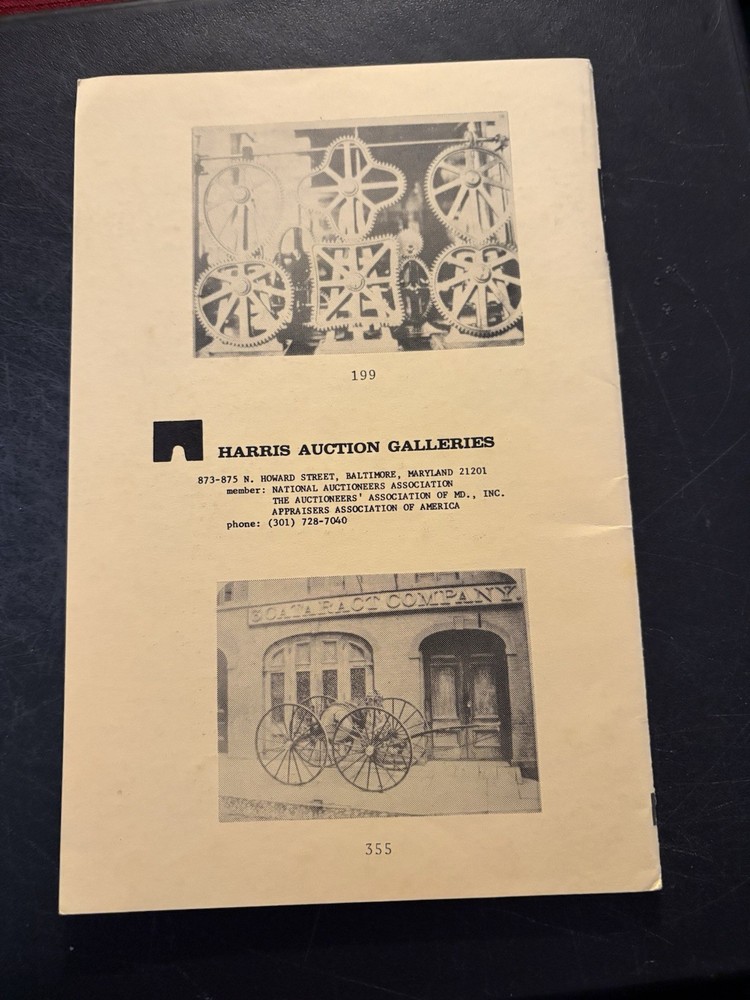 199
HARRIS AUCTION GALLERIES
873-875 N. HOWARD STREET, BALTIMORE, MARYLAND 21201
member: NATIONAL AUCTIONEERS ASSOCIATION
THE AUCTIONEERS' ASSOCIATION OF MD., INC.
APPRAISERS ASSOCIATION OF AMERICA
phone: (301) 728-7040
3 CATARACT COMPANY.
355